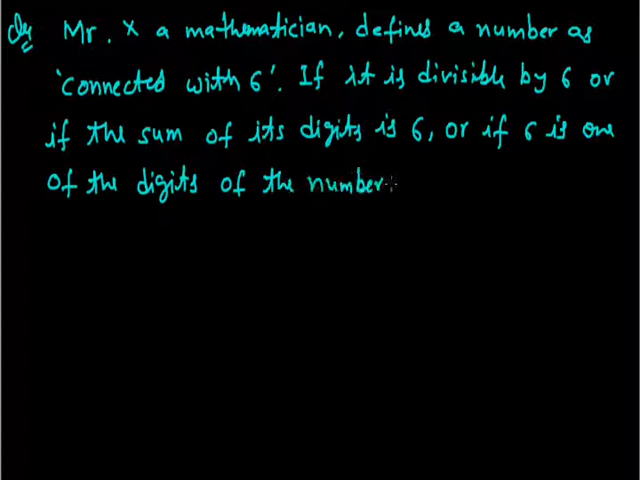 Qu Mr. X a mathematician, defines a number as
'connected with 6'. If it is divisible by 6 or
if the sum of its digits is 6, or if 6 is one
of the digits of the number.